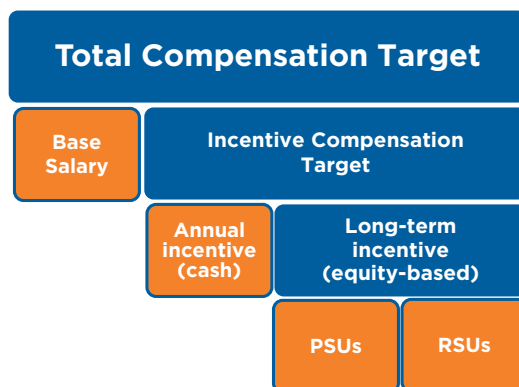 Total Compensation Target
Base
Salary
Incentive Compensation
Target
Annual
incentive
(cash)
Long-term
incentive
(equity-based)
PSUs
RSUs